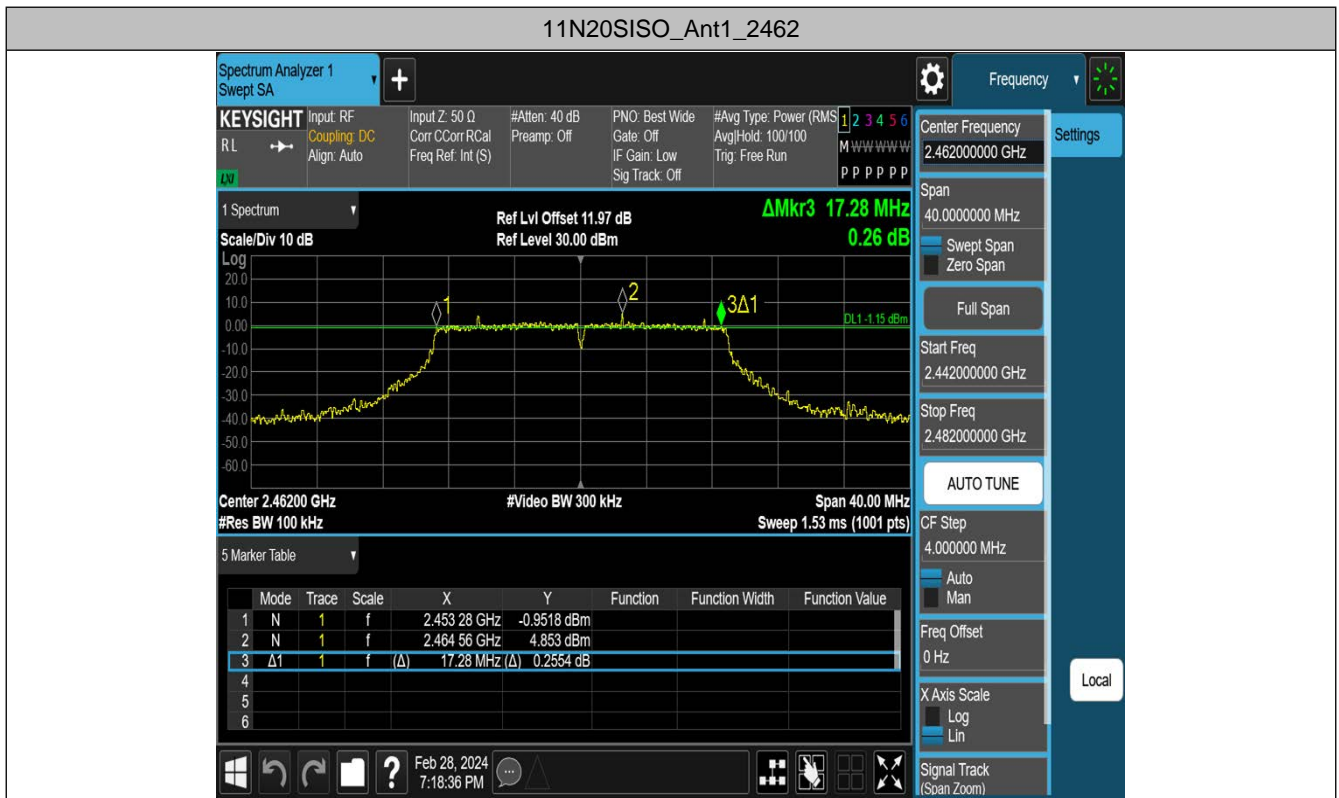 11N20SISO_Ant1_2462
Spectrum Analyzer 1
Swept SA
+
Frequency
KEYSIGHT
RL
LXI
Input: RF
Coupling: DC
Align: Auto
Input Z: 50 Ω
Corr CCorr RCal
Freq Ref: Int (S)
#Atten: 40 dB
Preamp: Off
PNO: Best Wide
Gate: Off
IF Gain: Low
Sig Track: Off
#Avg Type: Power (RMS
Avg|Hold: 100/100
Trig: Free Run
1 2 3 4 5 6
M W W W W W
P P P P P P
1 Spectrum
Scale/Div 10 dB
Ref Lvl Offset 11.97 dB
Ref Level 30.00 dBm
ΔMkr3 17.28 MHz
0.26 dB
Log
20.0
10.0
0.00
-10.0
-20.0
-30.0
-40.0
-50.0
-60.0
1
2
3Δ1
DL1 -1.15 dBm
Center 2.46200 GHz
#Video BW 300 kHz
Span 40.00 MHz
#Res BW 100 kHz
Sweep 1.53 ms (1001 pts)
5 Marker Table
Mode Trace Scale X Y Function Function Width Function Value
1 N 1 f 2.453 28 GHz -0.9518 dBm
2 N 1 f 2.464 56 GHz 4.853 dBm
3 Δ1 1 f (Δ) 17.28 MHz (Δ) 0.2554 dB
4
5
6
?
Feb 28, 2024
7:18:36 PM
Center Frequency
2.462000000 GHz
Settings
Span
40.0000000 MHz
Swept Span
Zero Span
Full Span
Start Freq
2.442000000 GHz
Stop Freq
2.482000000 GHz
AUTO TUNE
CF Step
4.000000 MHz
Auto
Man
Freq Offset
0 Hz
Local
X Axis Scale
Log
Lin
Signal Track
(Span Zoom)